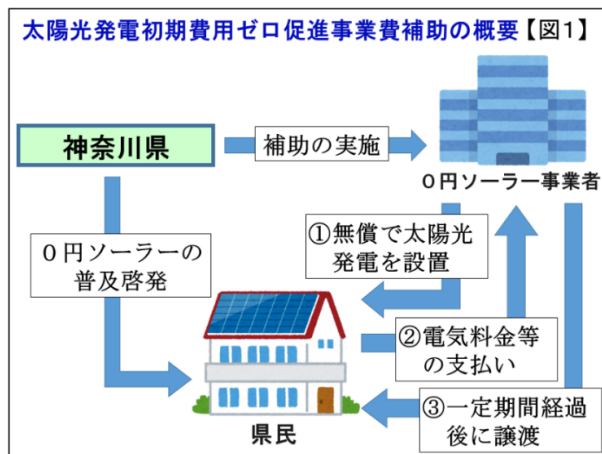 太陽光発電初期費用ゼロ促進事業費補助の概要【図1】
神奈川県
補助の実施
0円ソーラー事業者
0円ソーラーの
普及啓発
①無償で太陽光
発電を設置
②電気料金等
の支払い
③一定期間経過
後に譲渡
県民